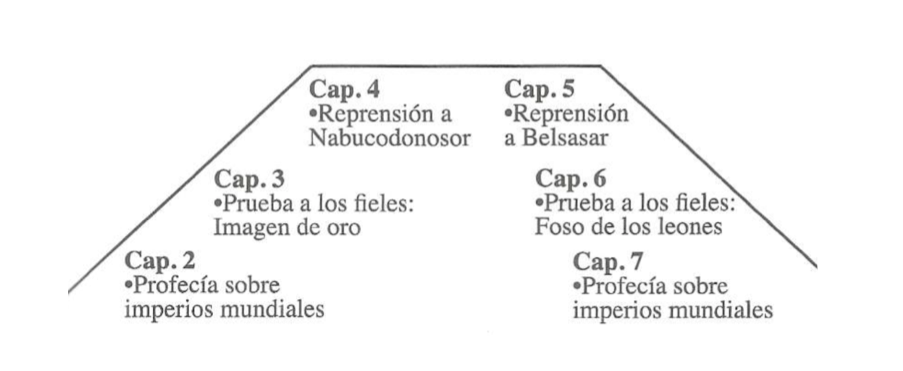 Cap. 4
•Reprensión a
Nabucodonosor
Cap. 5
•Reprensión
a Belsasar
Cap. 3
•Prueba a los fieles:
Imagen de oro
Cap. 6
•Prueba a los fieles:
Foso de los leones
Cap. 2
•Profecía sobre
imperios mundiales
Cap. 7
•Profecía sobre
imperios mundiales